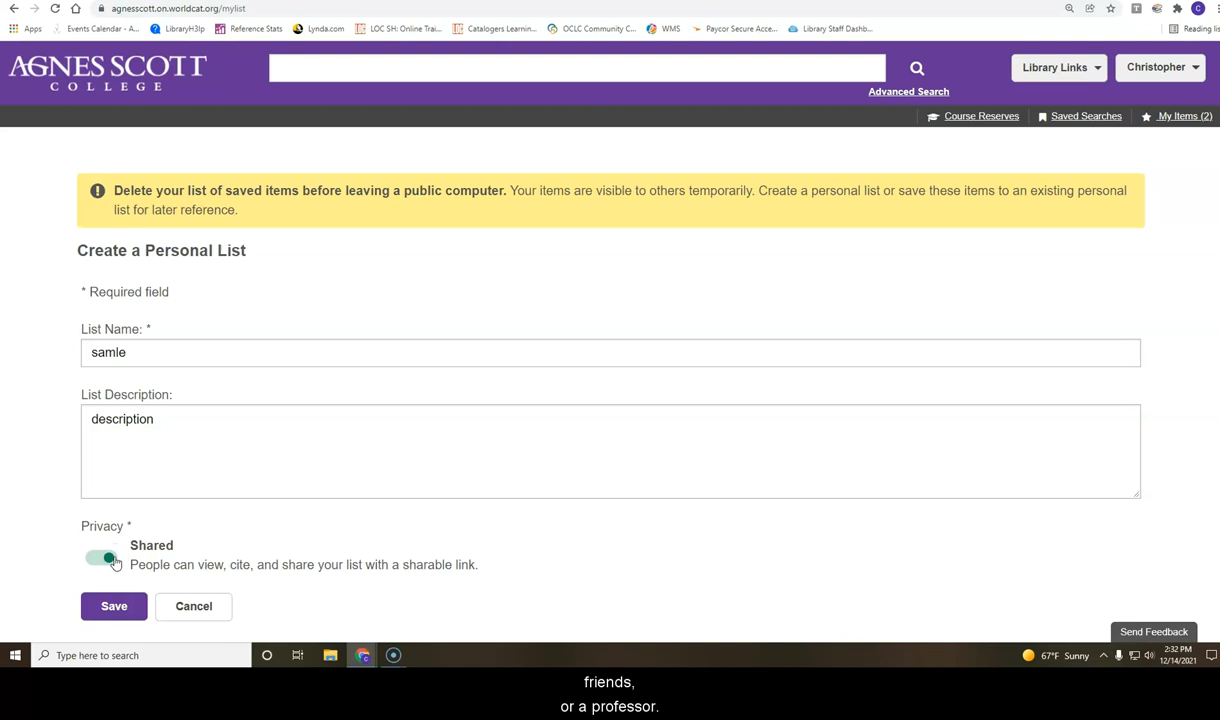 agnesscott.on.worldcat.org/mylist
Apps Events Calendar - A... LibraryH3lp Reference Stats Lynda.com LOC SH: Online Trai... Catalogers Learnin... OCLC Community C... WMS Paycor Secure Acce... Library Staff Dashb... Reading lis
AGNES SCOTT
COLLEGE
Library Links
Christopher
Advanced Search
Course Reserves Saved Searches My Items (2)
Delete your list of saved items before leaving a public computer. Your items are visible to others temporarily. Create a personal list or save these items to an existing personal
list for later reference.
Create a Personal List
* Required field
List Name: *
samle
List Description:
description
Privacy *
Shared
People can view, cite, and share your list with a sharable link.
Save Cancel
Send Feedback
Type here to search
67°F Sunny
2:32 PM
12/14/2021
friends,
or a professor.